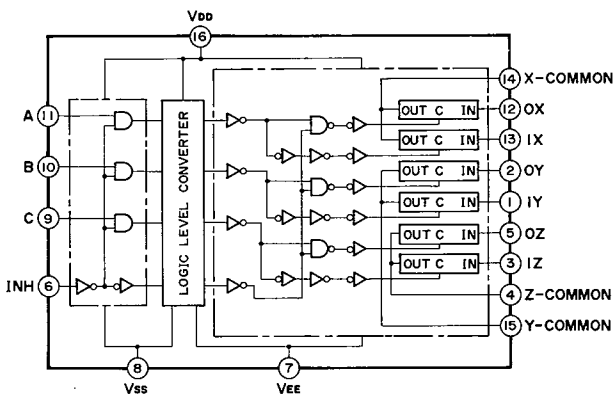 VDD
16
14 X-COMMON
A 11
OUT C IN 12 OX
OUT C IN 13 IX
B 10
OUT C IN 2 OY
LOGIC LEVEL CONVERTER
OUT C IN 1 IY
C 9
OUT C IN 5 OZ
OUT C IN 3 IZ
INH 6
4 Z-COMMON
15 Y-COMMON
8
VSS
7
VEE